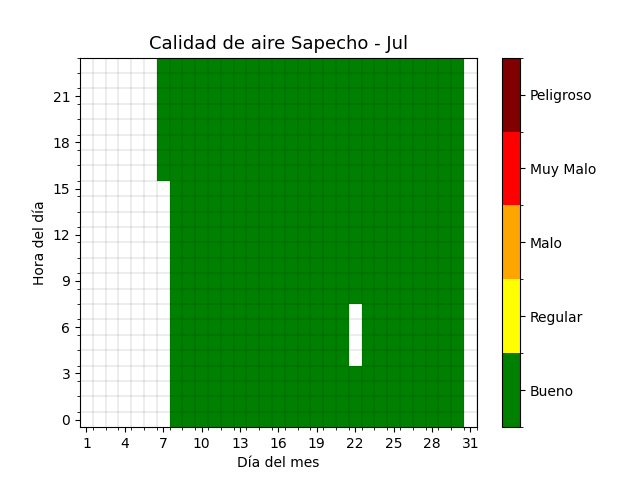 Calidad de aire Sapecho - Jul
Hora del día
21
18
15
12
9
6
3
0
1 4 7 10 13 16 19 22 25 28 31
Día del mes
Peligroso
Muy Malo
Malo
Regular
Bueno